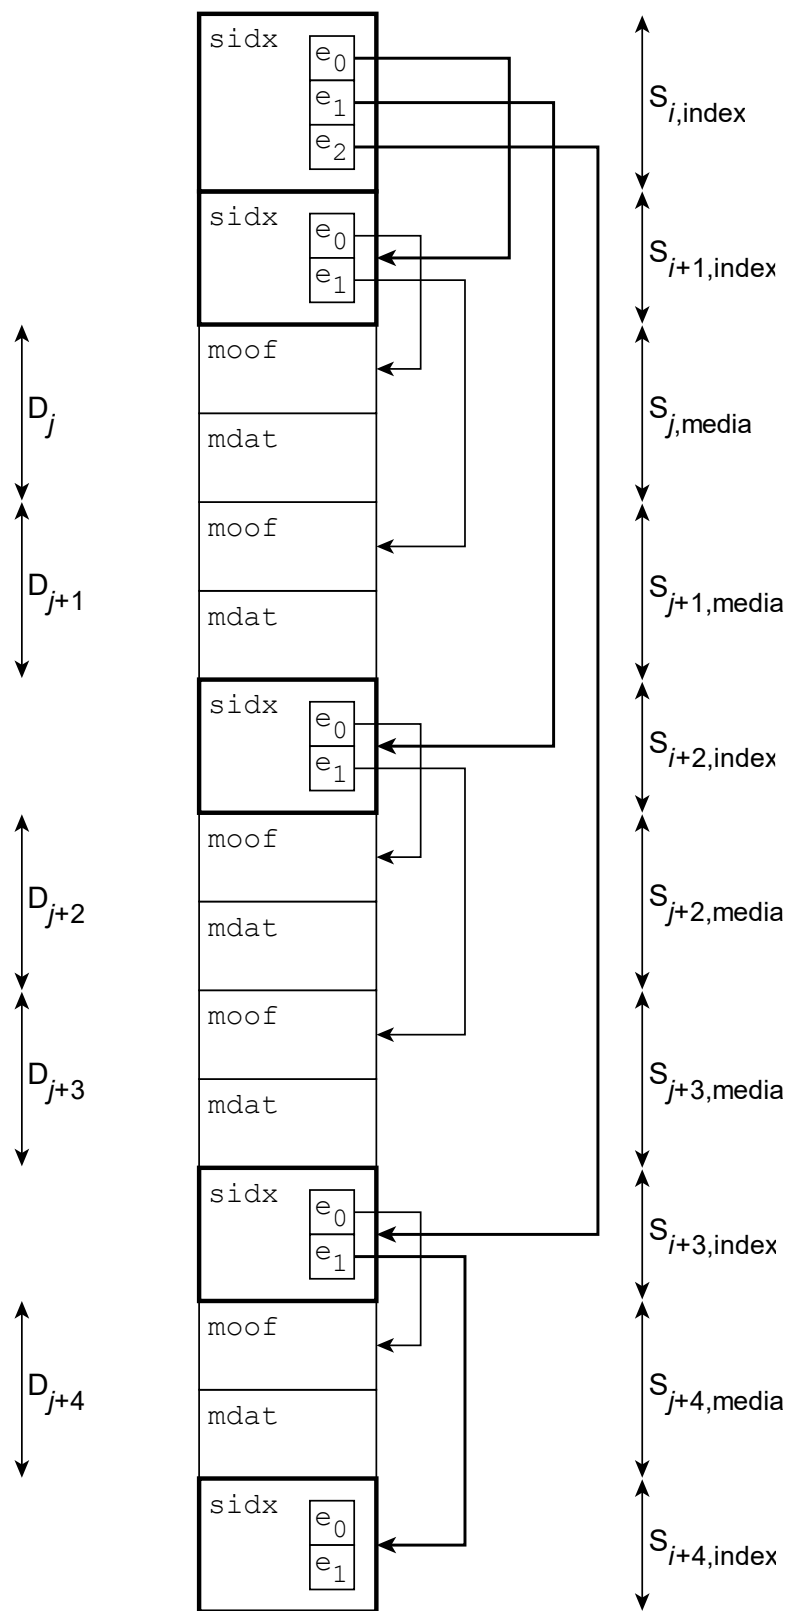 sidx
e0
e1
e2
Si,index
sidx
e0
e1
Si+1,index
moof
Dj
Sj,media
mdat
moof
Dj+1
Sj+1,media
mdat
sidx
e0
e1
Si+2,index
moof
Dj+2
Sj+2,media
mdat
moof
Dj+3
Sj+3,media
mdat
sidx
e0
e1
Si+3,index
moof
Dj+4
Sj+4,media
mdat
sidx
e0
e1
Si+4,index